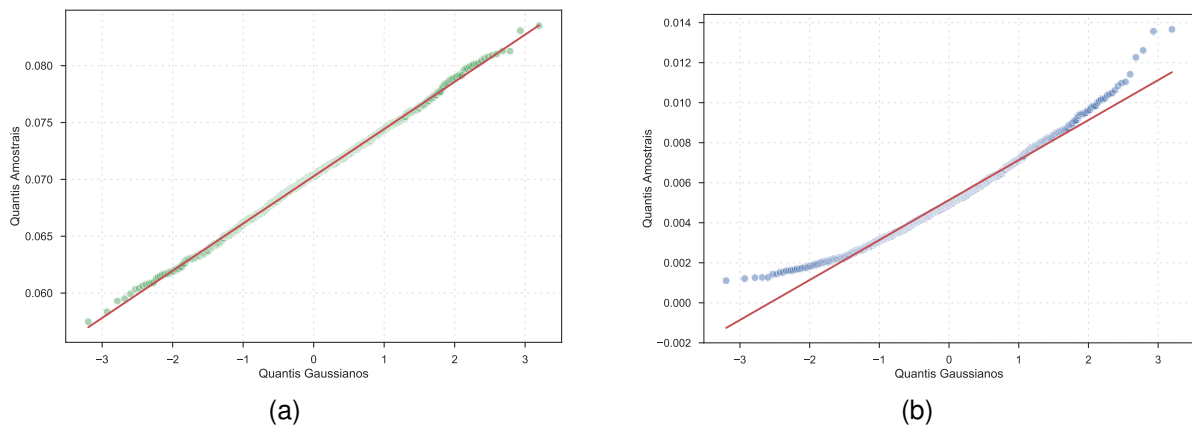 0.080
0.075
0.070
0.065
0.060
Quantis Amostrais
−3 −2 −1 0 1 2 3
Quantis Gaussianos
(a)
0.014
0.012
0.010
0.008
0.006
0.004
0.002
0.000
−0.002
Quantis Amostrais
−3 −2 −1 0 1 2 3
Quantis Gaussianos
(b)